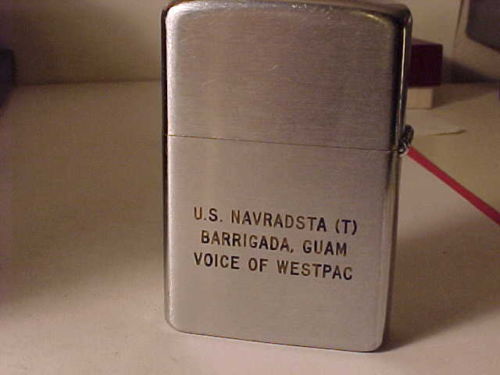 U.S. NAVRADSTA (T)
BARRIGADA, GUAM
VOICE OF WESTPAC